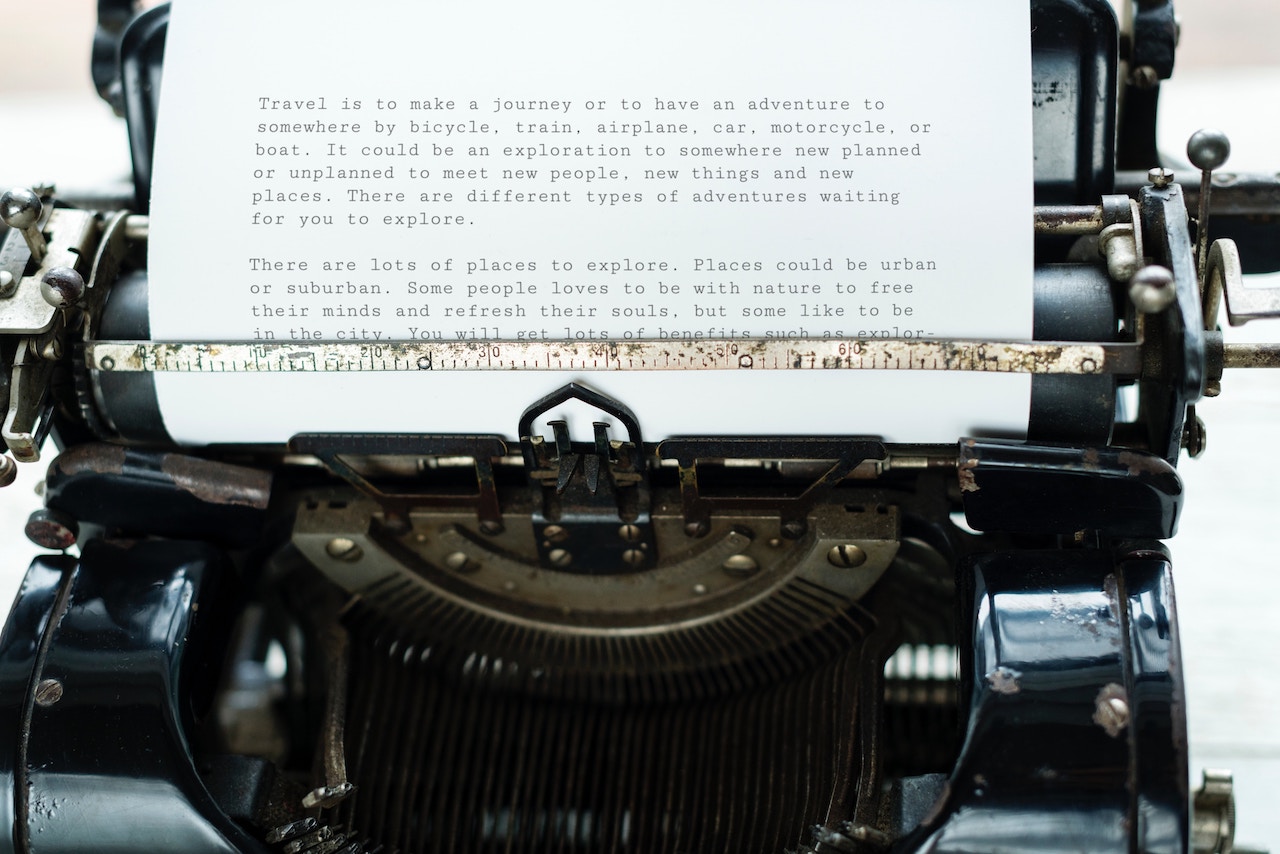 Travel is to make a journey or to have an adventure to
somewhere by bicycle, train, airplane, car, motorcycle, or
boat. It could be an exploration to somewhere new planned
or unplanned to meet new people, new things and new
places. There are different types of adventures waiting
for you to explore.
There are lots of places to explore. Places could be urban
or suburban. Some people loves to be with nature to free
their minds and refresh their souls, but some like to be
in the city. You will get lots of benefits such as explor-
0 10 20 30 40 50 60